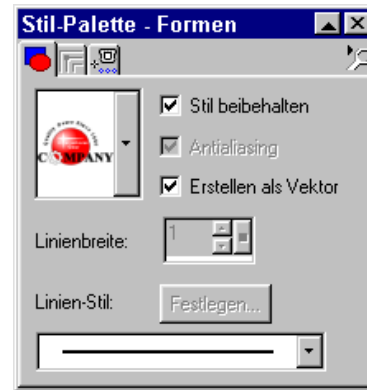 Stil-Palette - Formen
Stil beibehalten
Antialiasing
Erstellen als Vektor
COMPANY
Linienbreite:
1
Linien-Stil:
Festlegen...